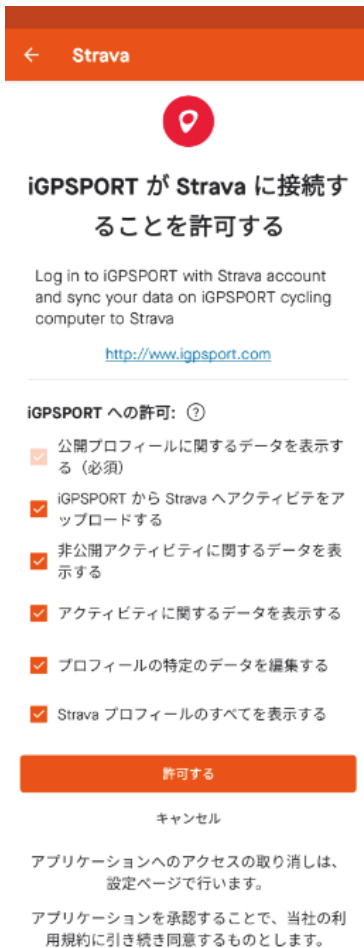 Strava
iGPSPORT が Strava に接続す
ることを許可する
Log in to iGPSPORT with Strava account
and sync your data on iGPSPORT cycling
computer to Strava
http://www.igpsport.com
iGPSPORT への許可: ?
公開プロフィールに関するデータを表示す
る（必須）
iGPSPORT から Strava へアクティビテをア
ップロードする
非公開アクティビティに関するデータを表
示する
アクティビティに関するデータを表示する
プロフィールの特定のデータを編集する
Strava プロフィールのすべてを表示する
許可する
キャンセル
アプリケーションへのアクセスの取り消しは、
設定ページで行います。
アプリケーションを承認することで、当社の利
用規約に引き続き同意するものとします。